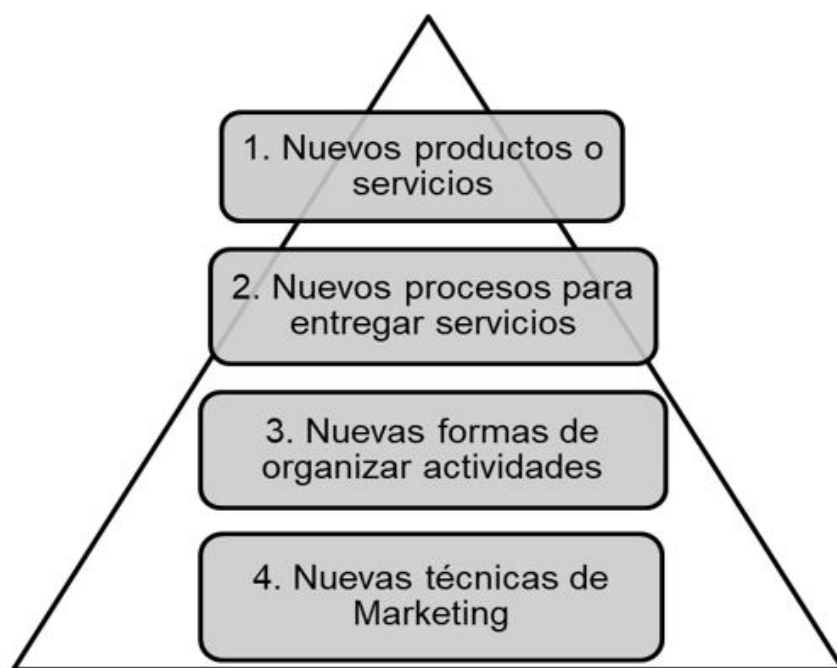 1. Nuevos productos o
servicios
2. Nuevos procesos para
entregar servicios
3. Nuevas formas de
organizar actividades
4. Nuevas técnicas de
Marketing